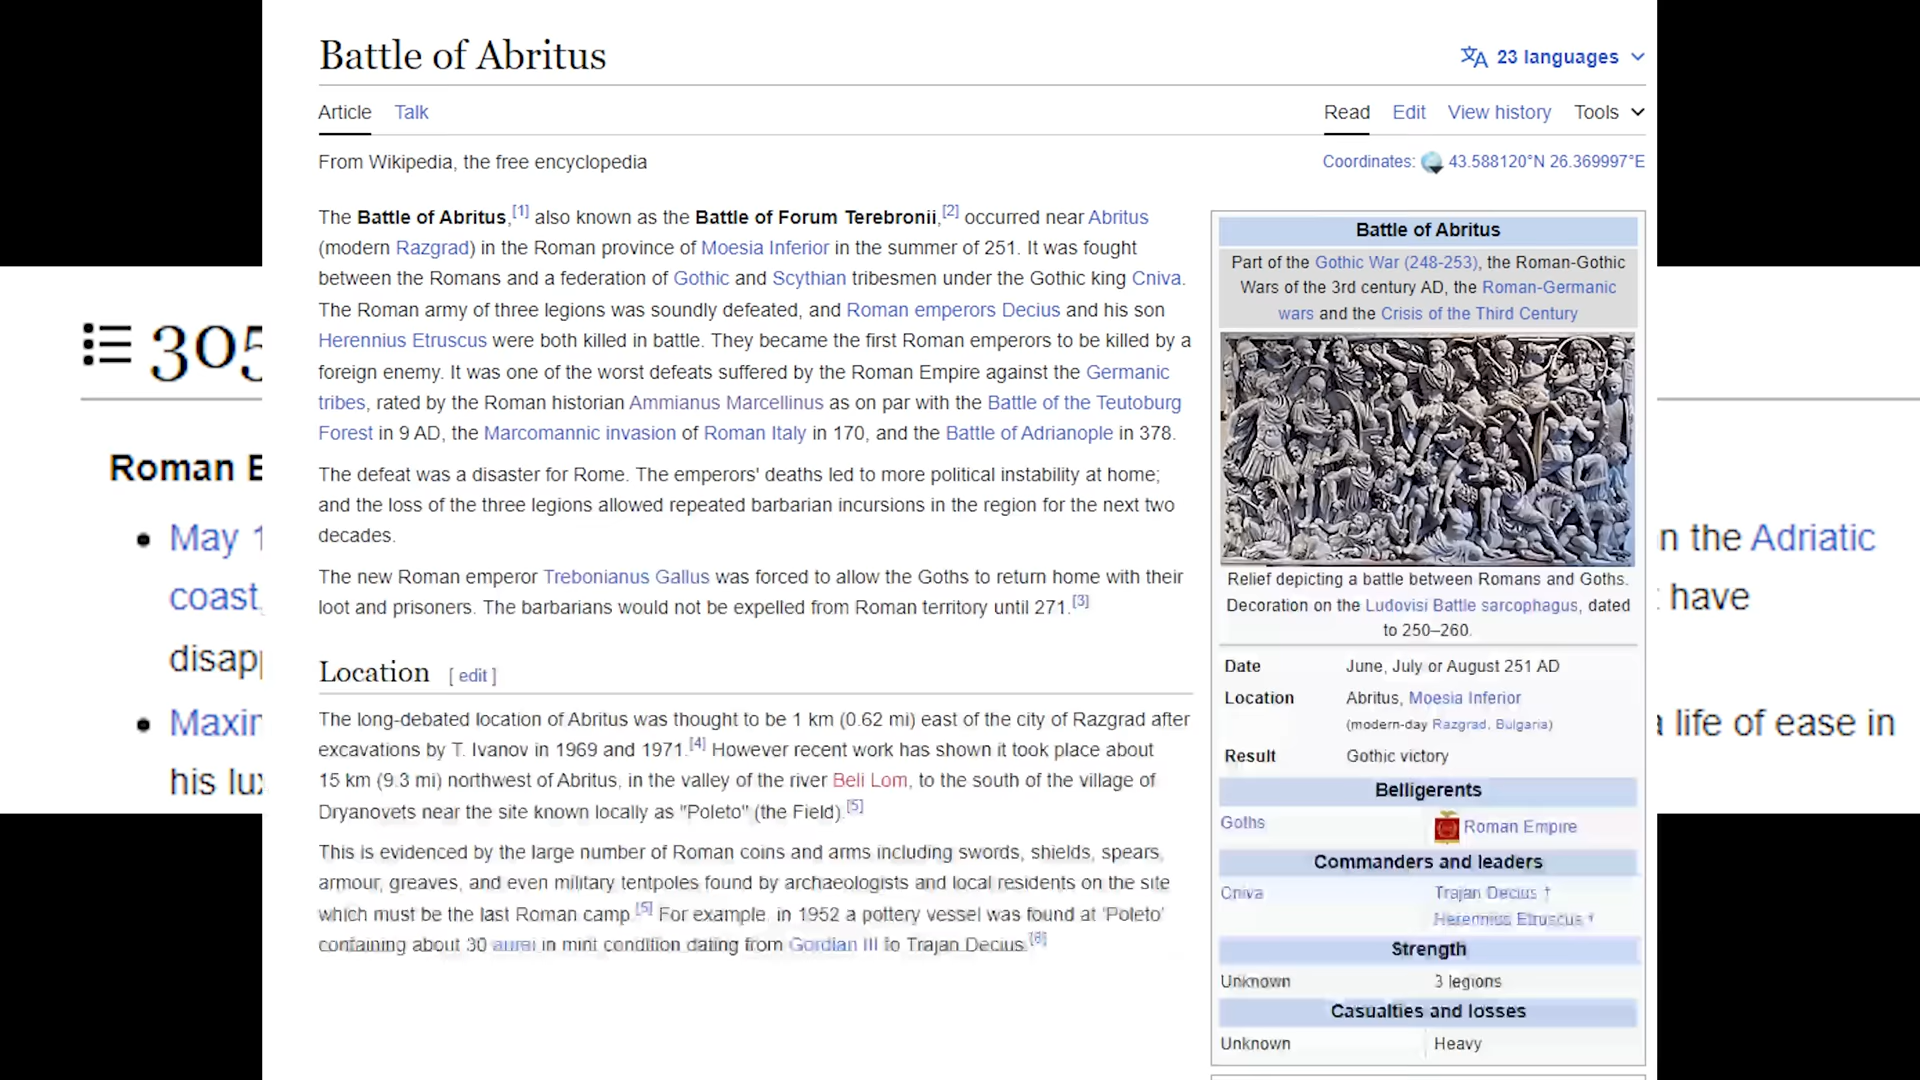 Battle of Abritus
23 languages
Article Talk
Read Edit View history Tools
From Wikipedia, the free encyclopedia
Coordinates: 43.588120°N 26.369997°E
The Battle of Abritus,[1] also known as the Battle of Forum Terebronii,[2] occurred near Abritus
(modern Razgrad) in the Roman province of Moesia Inferior in the summer of 251. It was fought
between the Romans and a federation of Gothic and Scythian tribesmen under the Gothic king Cniva.
The Roman army of three legions was soundly defeated, and Roman emperors Decius and his son
Herennius Etruscus were both killed in battle. They became the first Roman emperors to be killed by a
foreign enemy. It was one of the worst defeats suffered by the Roman Empire against the Germanic
tribes, rated by the Roman historian Ammianus Marcellinus as on par with the Battle of the Teutoburg
Forest in 9 AD, the Marcomannic invasion of Roman Italy in 170, and the Battle of Adrianople in 378.
The defeat was a disaster for Rome. The emperors' deaths led to more political instability at home;
and the loss of the three legions allowed repeated barbarian incursions in the region for the next two
decades.
The new Roman emperor Trebonianus Gallus was forced to allow the Goths to return home with their
loot and prisoners. The barbarians would not be expelled from Roman territory until 271.[3]
Location [ edit ]
The long-debated location of Abritus was thought to be 1 km (0.62 mi) east of the city of Razgrad after
excavations by T. Ivanov in 1969 and 1971.[4] However recent work has shown it took place about
15 km (9.3 mi) northwest of Abritus, in the valley of the river Beli Lom, to the south of the village of
Dryanovets near the site known locally as "Poleto" (the Field).[5]
This is evidenced by the large number of Roman coins and arms including swords, shields, spears,
armour, greaves, and even military tentpoles found by archaeologists and local residents on the site
which must be the last Roman camp.[5] For example, in 1952 a pottery vessel was found at 'Poleto'
containing about 30 aurei in mint condition dating from Gordian III to Trajan Decius.[6]
Battle of Abritus
Part of the Gothic War (248-253), the Roman-Gothic
Wars of the 3rd century AD, the Roman-Germanic
wars and the Crisis of the Third Century
Relief depicting a battle between Romans and Goths.
Decoration on the Ludovisi Battle sarcophagus, dated
to 250–260.
Date June, July or August 251 AD
Location Abritus, Moesia Inferior
(modern-day Razgrad, Bulgaria)
Result Gothic victory
Belligerents
Goths Roman Empire
Commanders and leaders
Cniva Trajan Decius †
Herennius Etruscus †
Strength
Unknown 3 legions
Casualties and losses
Unknown Heavy
305
Roman E
May 1
coast,
disap
Maxi
his lux
n the Adriatic
have
a life of ease in